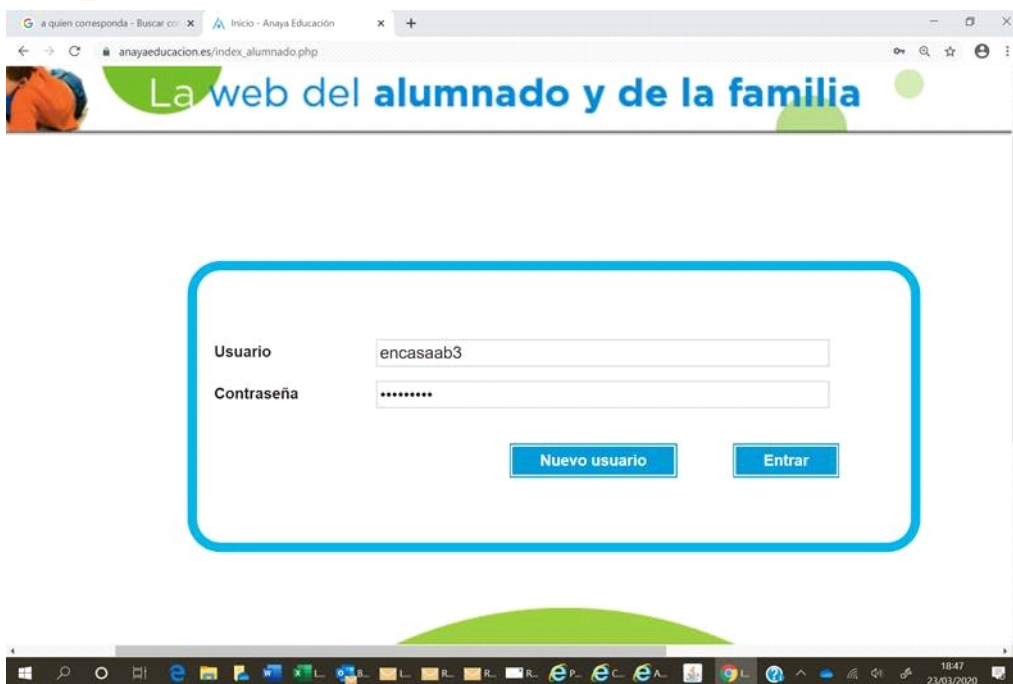 a quien corresponda - Buscar co
Inicio - Anaya Educación
anayaeducacion.es/index_alumnado.php
La web del alumnado y de la familia
Usuario
encasaab3
Contraseña
•••••••••
Nuevo usuario
Entrar
L... B... L... R... R... R... P... C... A... L...
18:47
23/03/2020